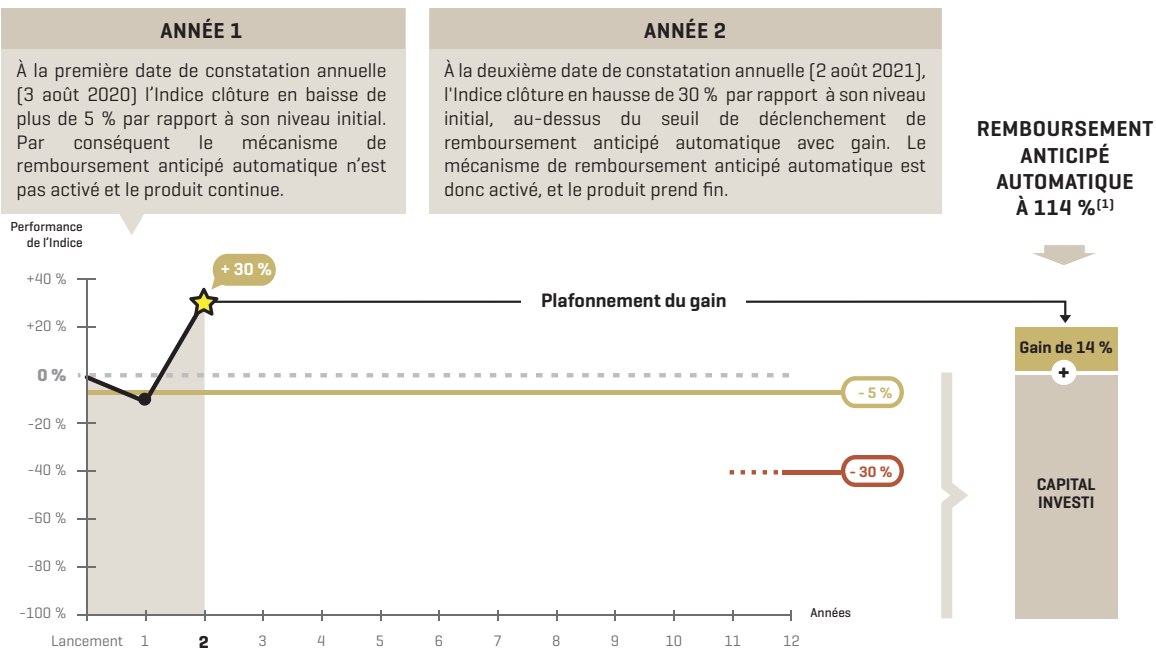 ANNÉE 1
À la première date de constatation annuelle
(3 août 2020) l’Indice clôture en baisse de
plus de 5 % par rapport à son niveau initial.
Par conséquent le mécanisme de
remboursement anticipé automatique n’est
pas activé et le produit continue.
ANNÉE 2
À la deuxième date de constatation annuelle (2 août 2021),
l'Indice clôture en hausse de 30 % par rapport à son niveau
initial, au-dessus du seuil de déclenchement de
remboursement anticipé automatique avec gain. Le
mécanisme de remboursement anticipé automatique est
donc activé, et le produit prend fin.
REMBOURSEMENT
ANTICIPÉ
AUTOMATIQUE
À 114 %(1)
Performance
de l’Indice
+40 %
+20 %
0 %
-20 %
-40 %
-60 %
-80 %
-100 %
+ 30 %
Plafonnement du gain
- 5 %
- 30 %
Gain de 14 %
+
CAPITAL
INVESTI
Années
Lancement 1 2 3 4 5 6 7 8 9 10 11 12